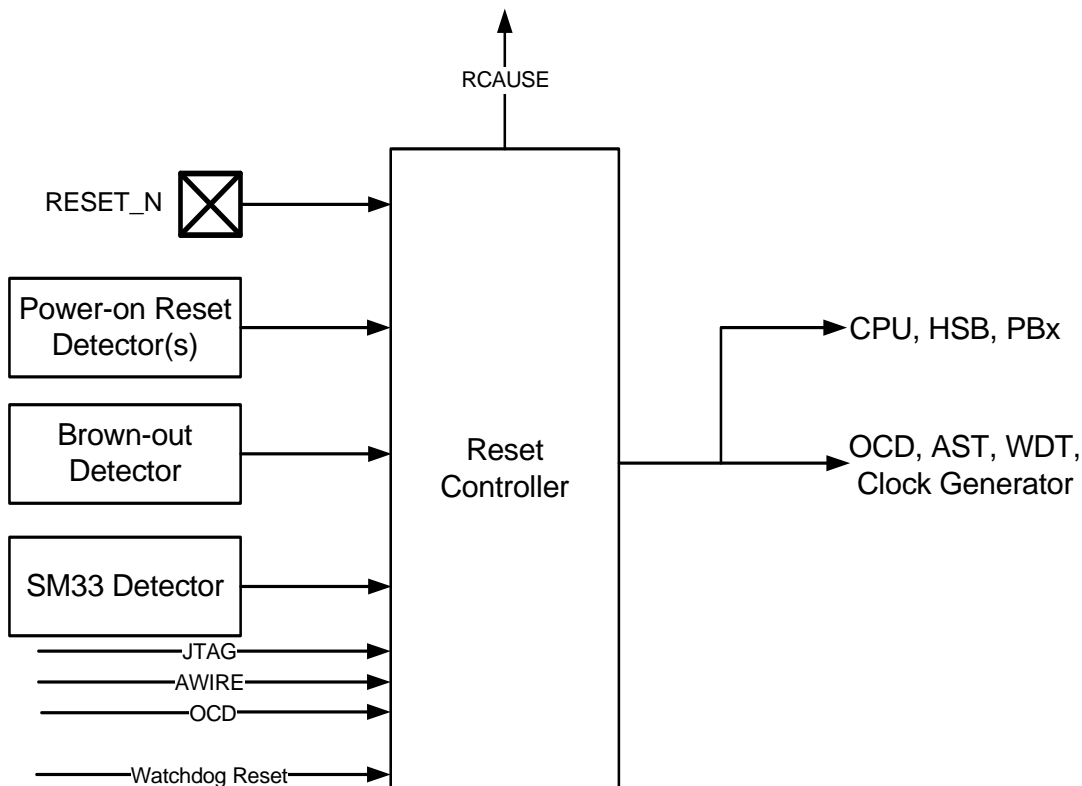 RCAUSE
RESET_N
Power-on Reset
Detector(s)
CPU, HSB, PBx
Brown-out
Detector
Reset
Controller
OCD, AST, WDT,
Clock Generator
SM33 Detector
JTAG
AWIRE
OCD
Watchdog Reset